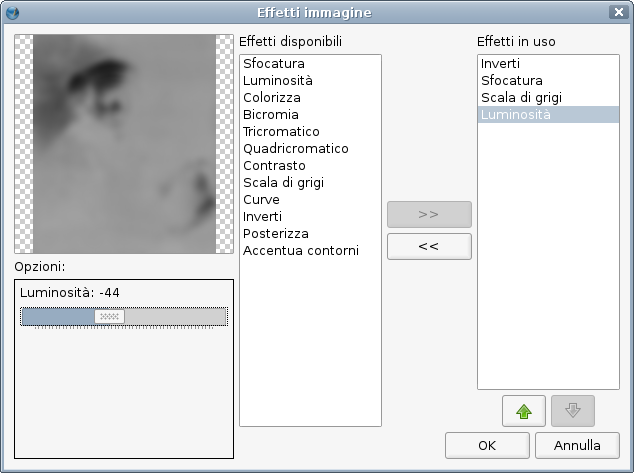 Effetti immagine
Effetti disponibili
Sfocatura
Luminosità
Colorizza
Bicromia
Tricromatico
Quadricromatico
Contrasto
Scala di grigi
Curve
Inverti
Posterizza
Accentua contorni
>>
<<
Effetti in uso
Inverti
Sfocatura
Scala di grigi
Luminosità
Opzioni:
Luminosità: -44
OK
Annulla